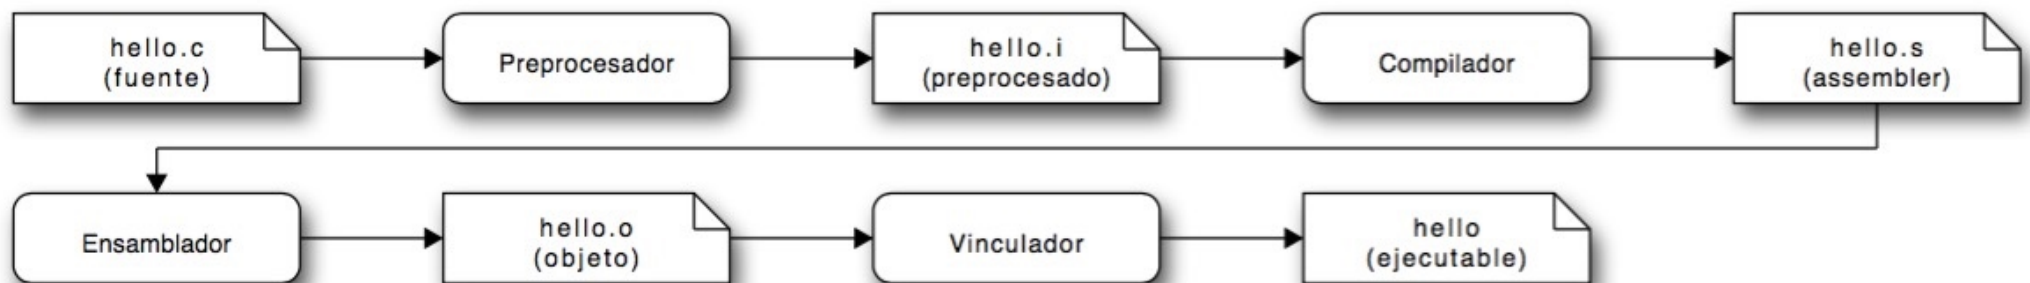 hello.c
(fuente)
Preprocesador
hello.i
(preprocesado)
Compilador
hello.s
(assembler)
Ensamblador
hello.o
(objeto)
Vinculador
hello
(ejecutable)